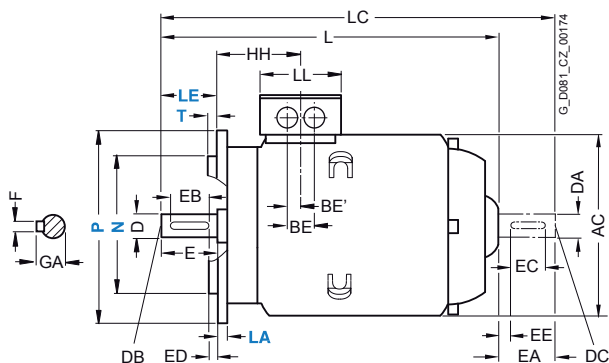 LC
L
HH
LL
LE
T
G_D081_CZ_00174
F
GA
P
N
D
EB
E
BE'
BE
DA
AC
EC
EE
EA
LA
DB
ED
DC